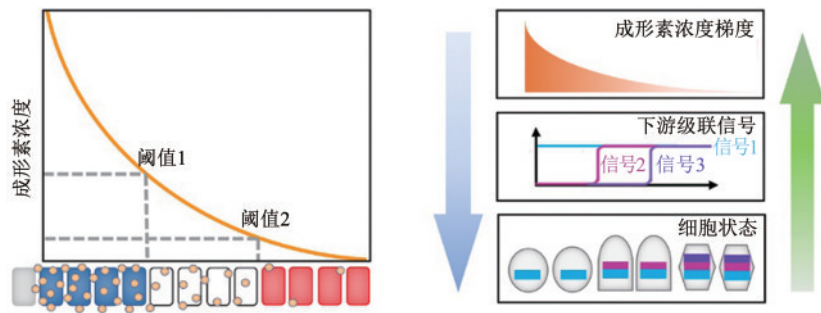 成形素浓度
阈值1
阈值2
成形素浓度梯度
下游级联信号
信号1
信号2
信号3
细胞状态